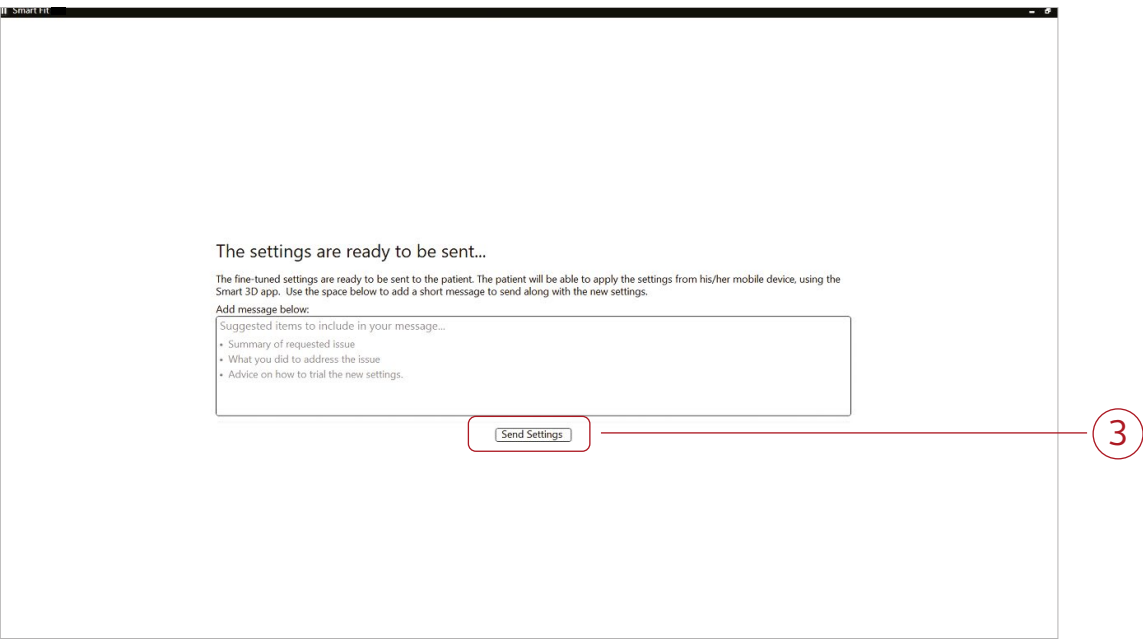 Smart Fit
The settings are ready to be sent...
The fine-tuned settings are ready to be sent to the patient. The patient will be able to apply the settings from his/her mobile device, using the
Smart 3D app. Use the space below to add a short message to send along with the new settings.
Add message below:
Suggested items to include in your message...
• Summary of requested issue
• What you did to address the issue
• Advice on how to trial the new settings.
Send Settings
3